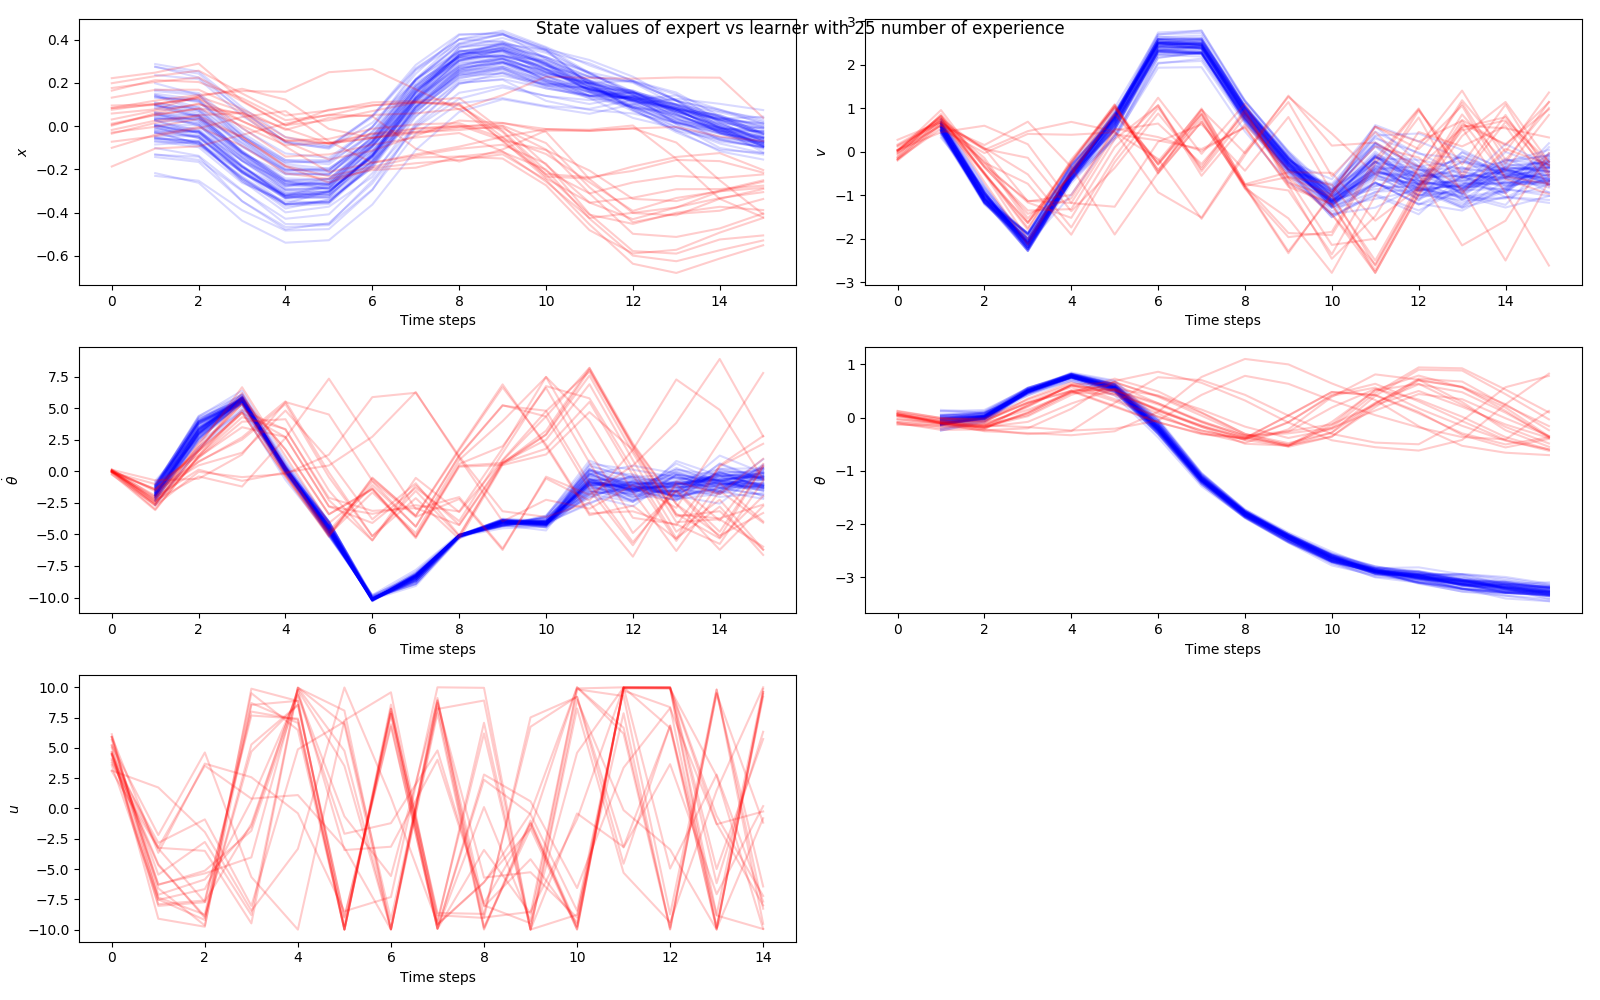 State values of expert vs learner with 25 number of experience
0.4
0.2
0.0
−0.2
−0.4
−0.6
x
0 2 4 6 8 10 12 14
Time steps
3
2
1
0
−1
−2
−3
v
0 2 4 6 8 10 12 14
Time steps
7.5
5.0
2.5
0.0
−2.5
−5.0
−7.5
−10.0
θ̇
0 2 4 6 8 10 12 14
Time steps
1
0
−1
−2
−3
θ
0 2 4 6 8 10 12 14
Time steps
10.0
7.5
5.0
2.5
0.0
−2.5
−5.0
−7.5
−10.0
u
0 2 4 6 8 10 12 14
Time steps